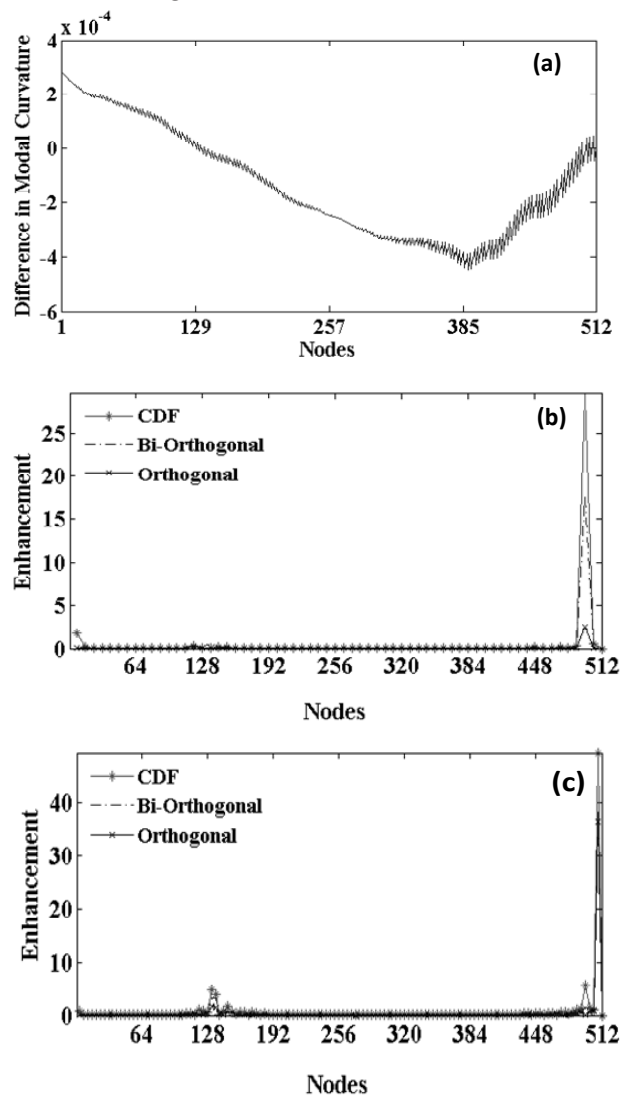 x 10⁻⁴
(a)
4
2
0
-2
-4
-6
Difference in Modal Curvature
1 129 257 385 512
Nodes
(b)
CDF
Bi-Orthogonal
Orthogonal
25
20
15
10
5
0
Enhancement
64 128 192 256 320 384 448 512
Nodes
(c)
CDF
Bi-Orthogonal
Orthogonal
40
30
20
10
0
Enhancement
64 128 192 256 320 384 448 512
Nodes